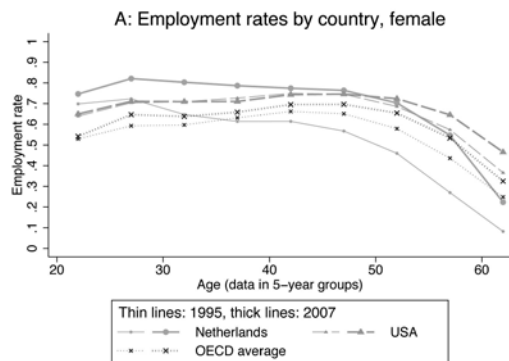 A: Employment rates by country, female
Employment rate
1
.9
.8
.7
.6
.5
.4
.3
.2
.1
0
20 30 40 50 60
Age (data in 5-year groups)
Thin lines: 1995, thick lines: 2007
Netherlands USA
OECD average